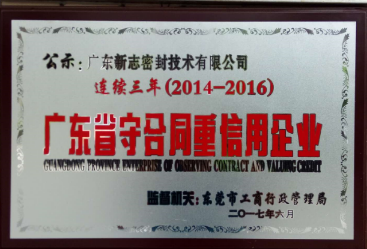 公示：广东新志密封技术有限公司
连续三年(2014-2016)
广东省守合同重信用企业
GUANGDONG PROVINCE ENTERPRISE OF OBSERVING CONTRACT AND VALUING CREDIT
监督机关：东莞市工商行政管理局
二〇一七年六月